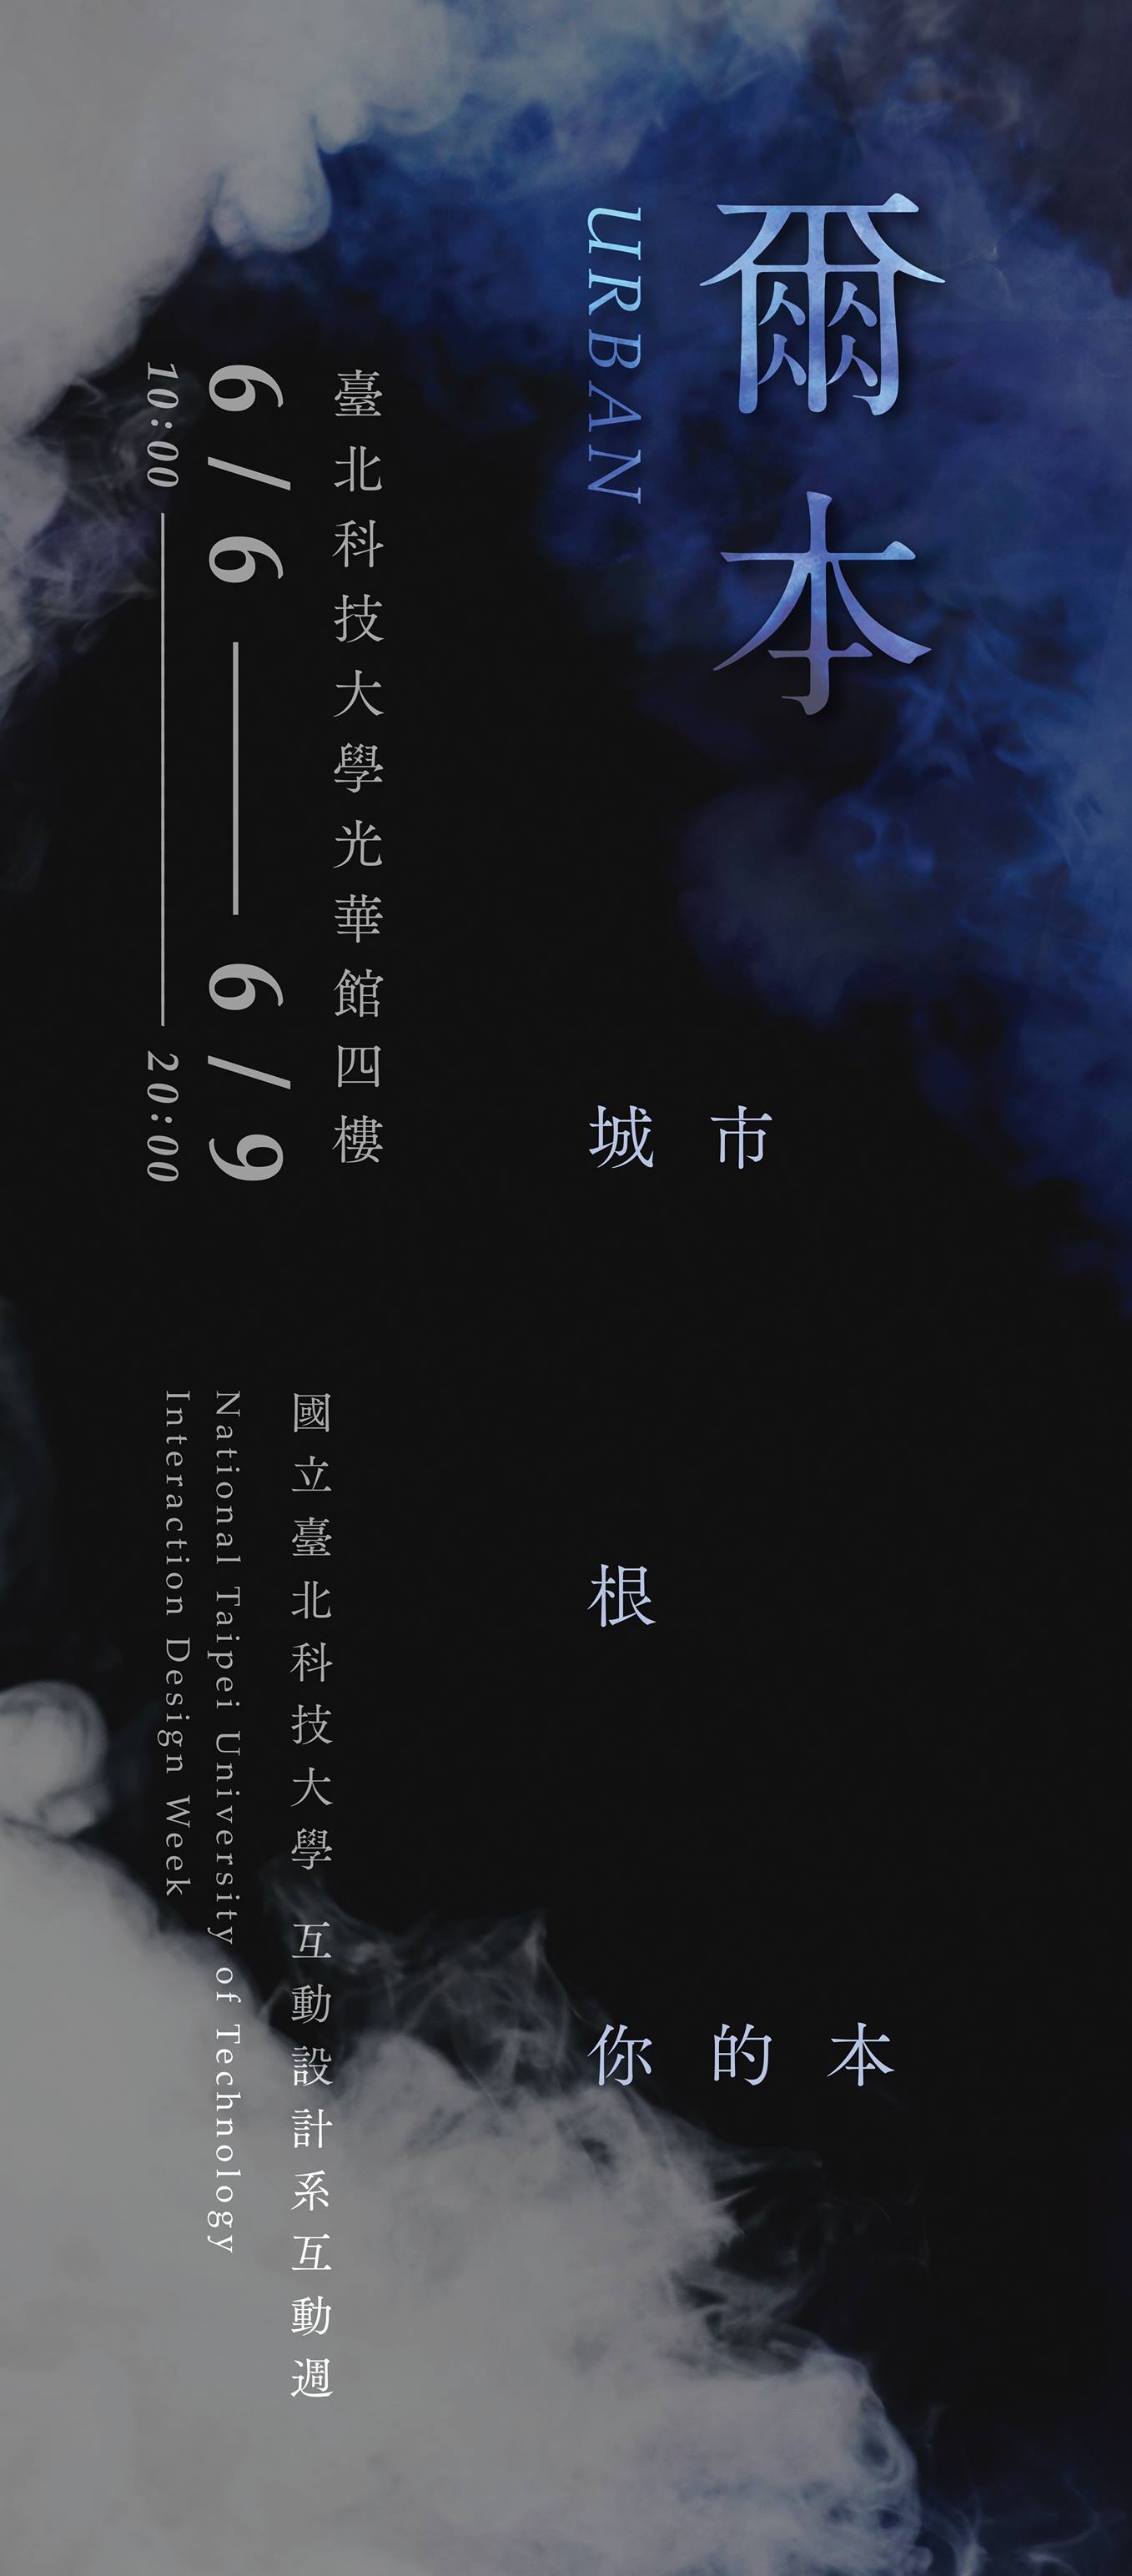 爾本
URBAN
城市
根
你的本
臺北科技大學光華館四樓
6/6 — 6/9
10:00 — 20:00
國立臺北科技大學 互動設計系互動週
National Taipei University of Technology
Interaction Design Week